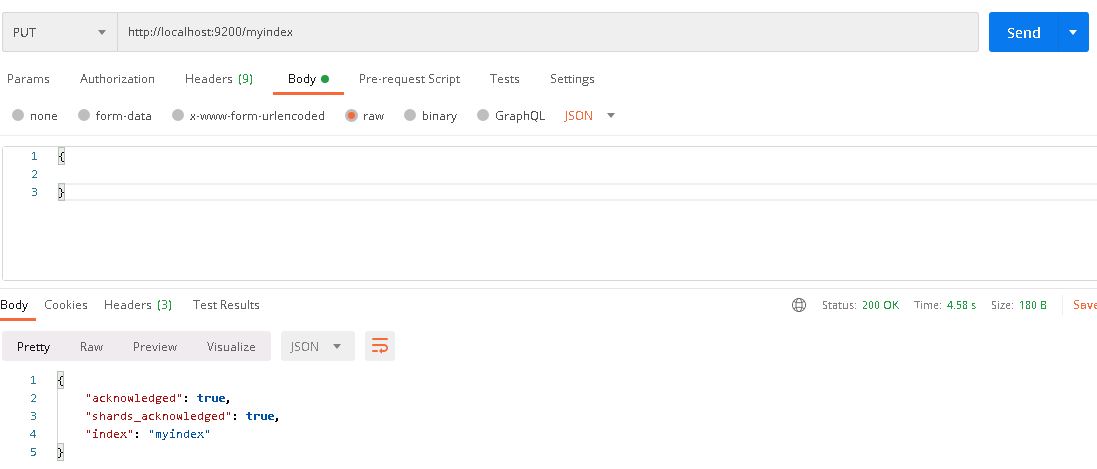 PUT http://localhost:9200/myindex Send
Params Authorization Headers (9) Body Pre-request Script Tests Settings
none form-data x-www-form-urlencoded raw binary GraphQL JSON
1 {
2
3 }
Body Cookies Headers (3) Test Results Status: 200 OK Time: 4.58 s Size: 180 B Save
Pretty Raw Preview Visualize JSON
1 {
2 "acknowledged": true,
3 "shards_acknowledged": true,
4 "index": "myindex"
5 }